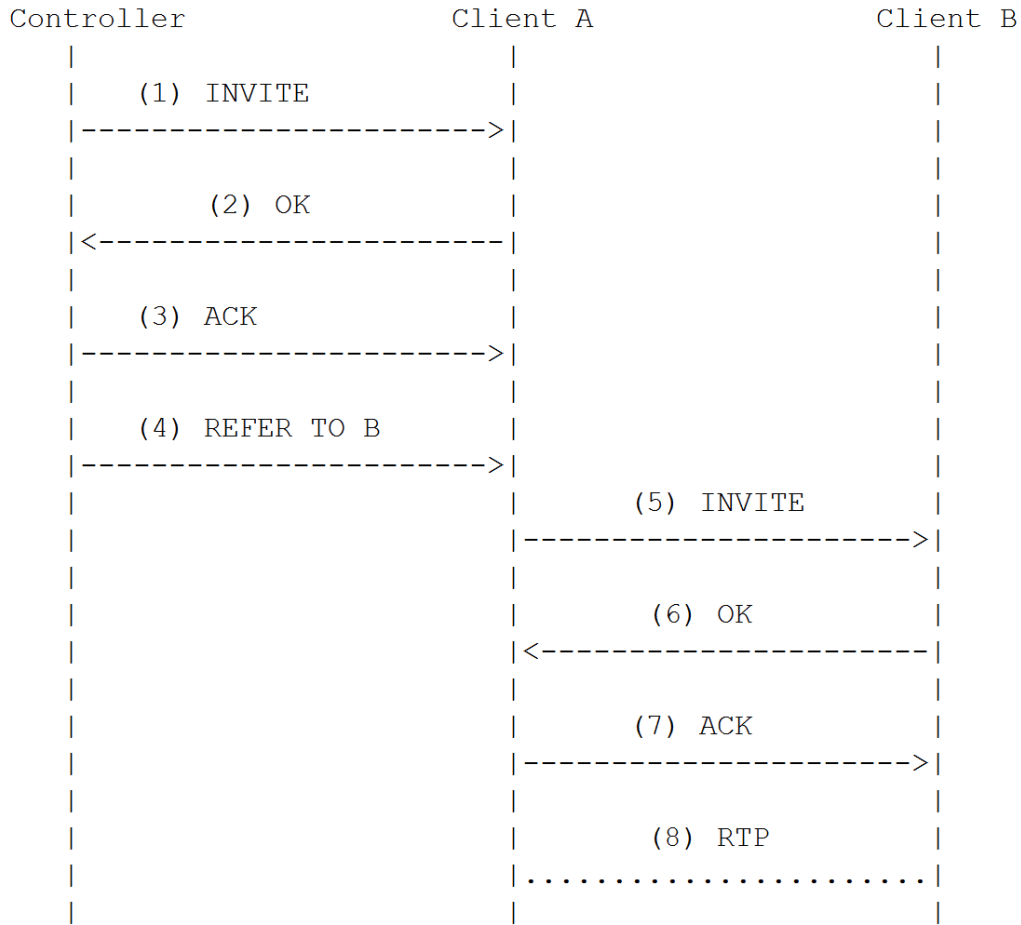 Controller Client A Client B
| | |
| (1) INVITE | |
|----------------------->| |
| | |
| (2) OK | |
|<-----------------------| |
| | |
| (3) ACK | |
|----------------------->| |
| | |
| (4) REFER TO B | |
|----------------------->| |
| | (5) INVITE |
| |---------------------->|
| | |
| | (6) OK |
| |<----------------------|
| | |
| | (7) ACK |
| |---------------------->|
| | |
| | (8) RTP |
| |.......................|
| | |